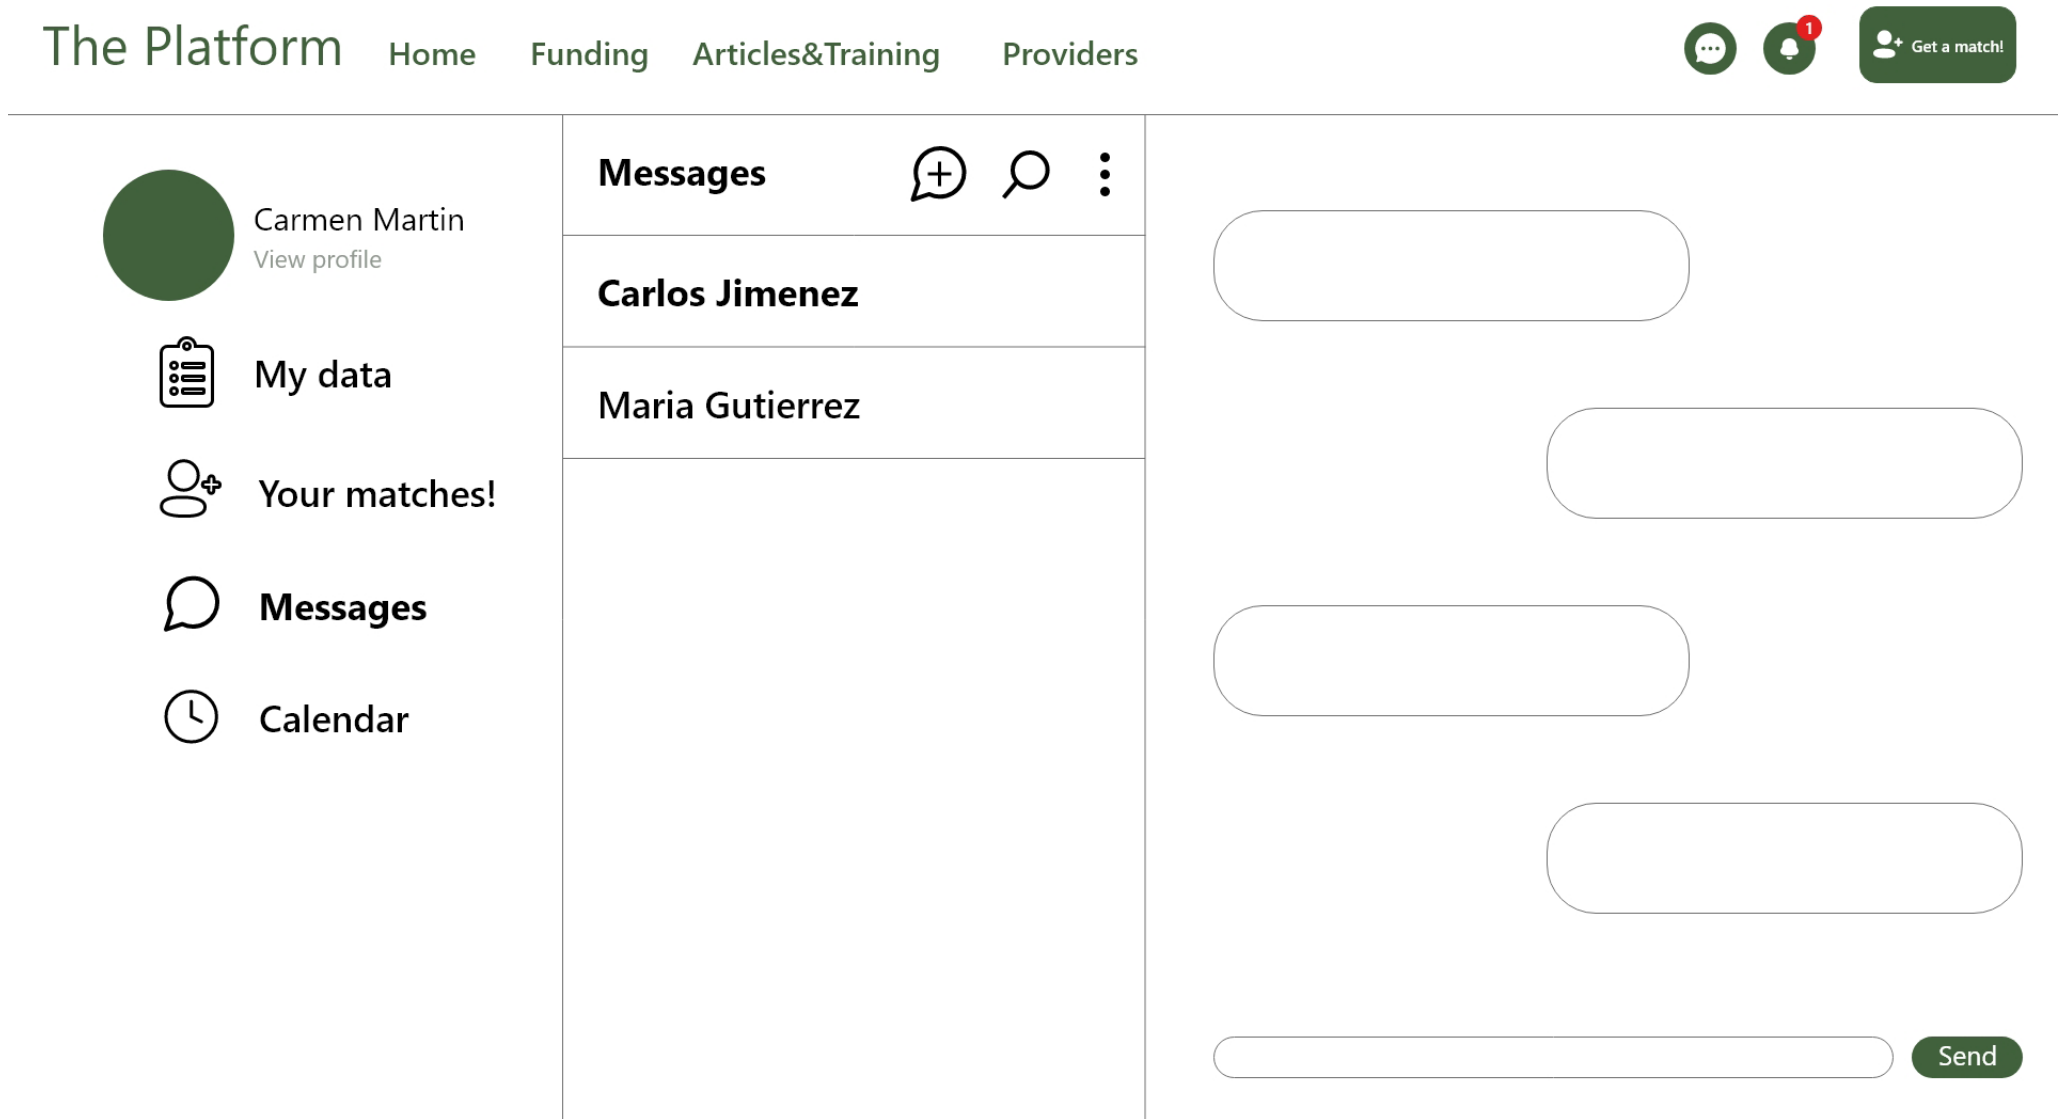 The Platform Home Funding Articles&Training Providers 1 Get a match!
Carmen Martin
View profile
My data
Your matches!
Messages
Calendar
Messages
Carlos Jimenez
Maria Gutierrez
Send